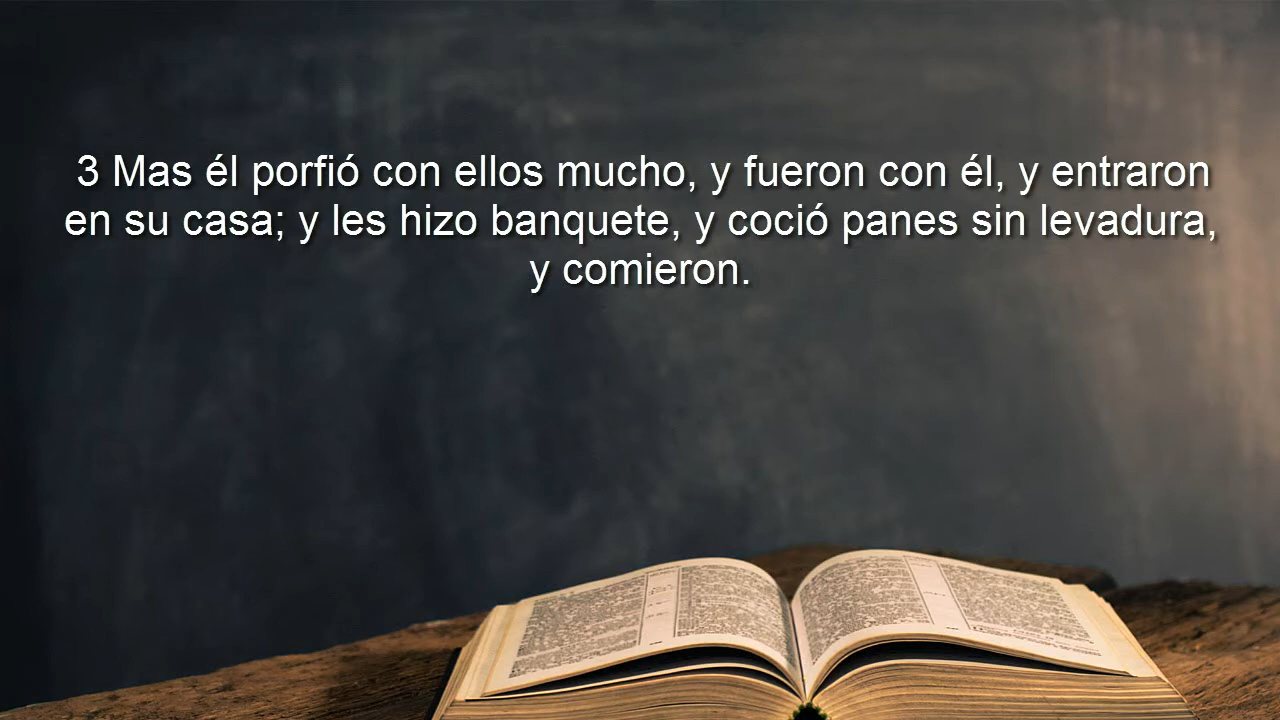 3 Mas él porfió con ellos mucho, y fueron con él, y entraron
en su casa; y les hizo banquete, y coció panes sin levadura,
y comieron.